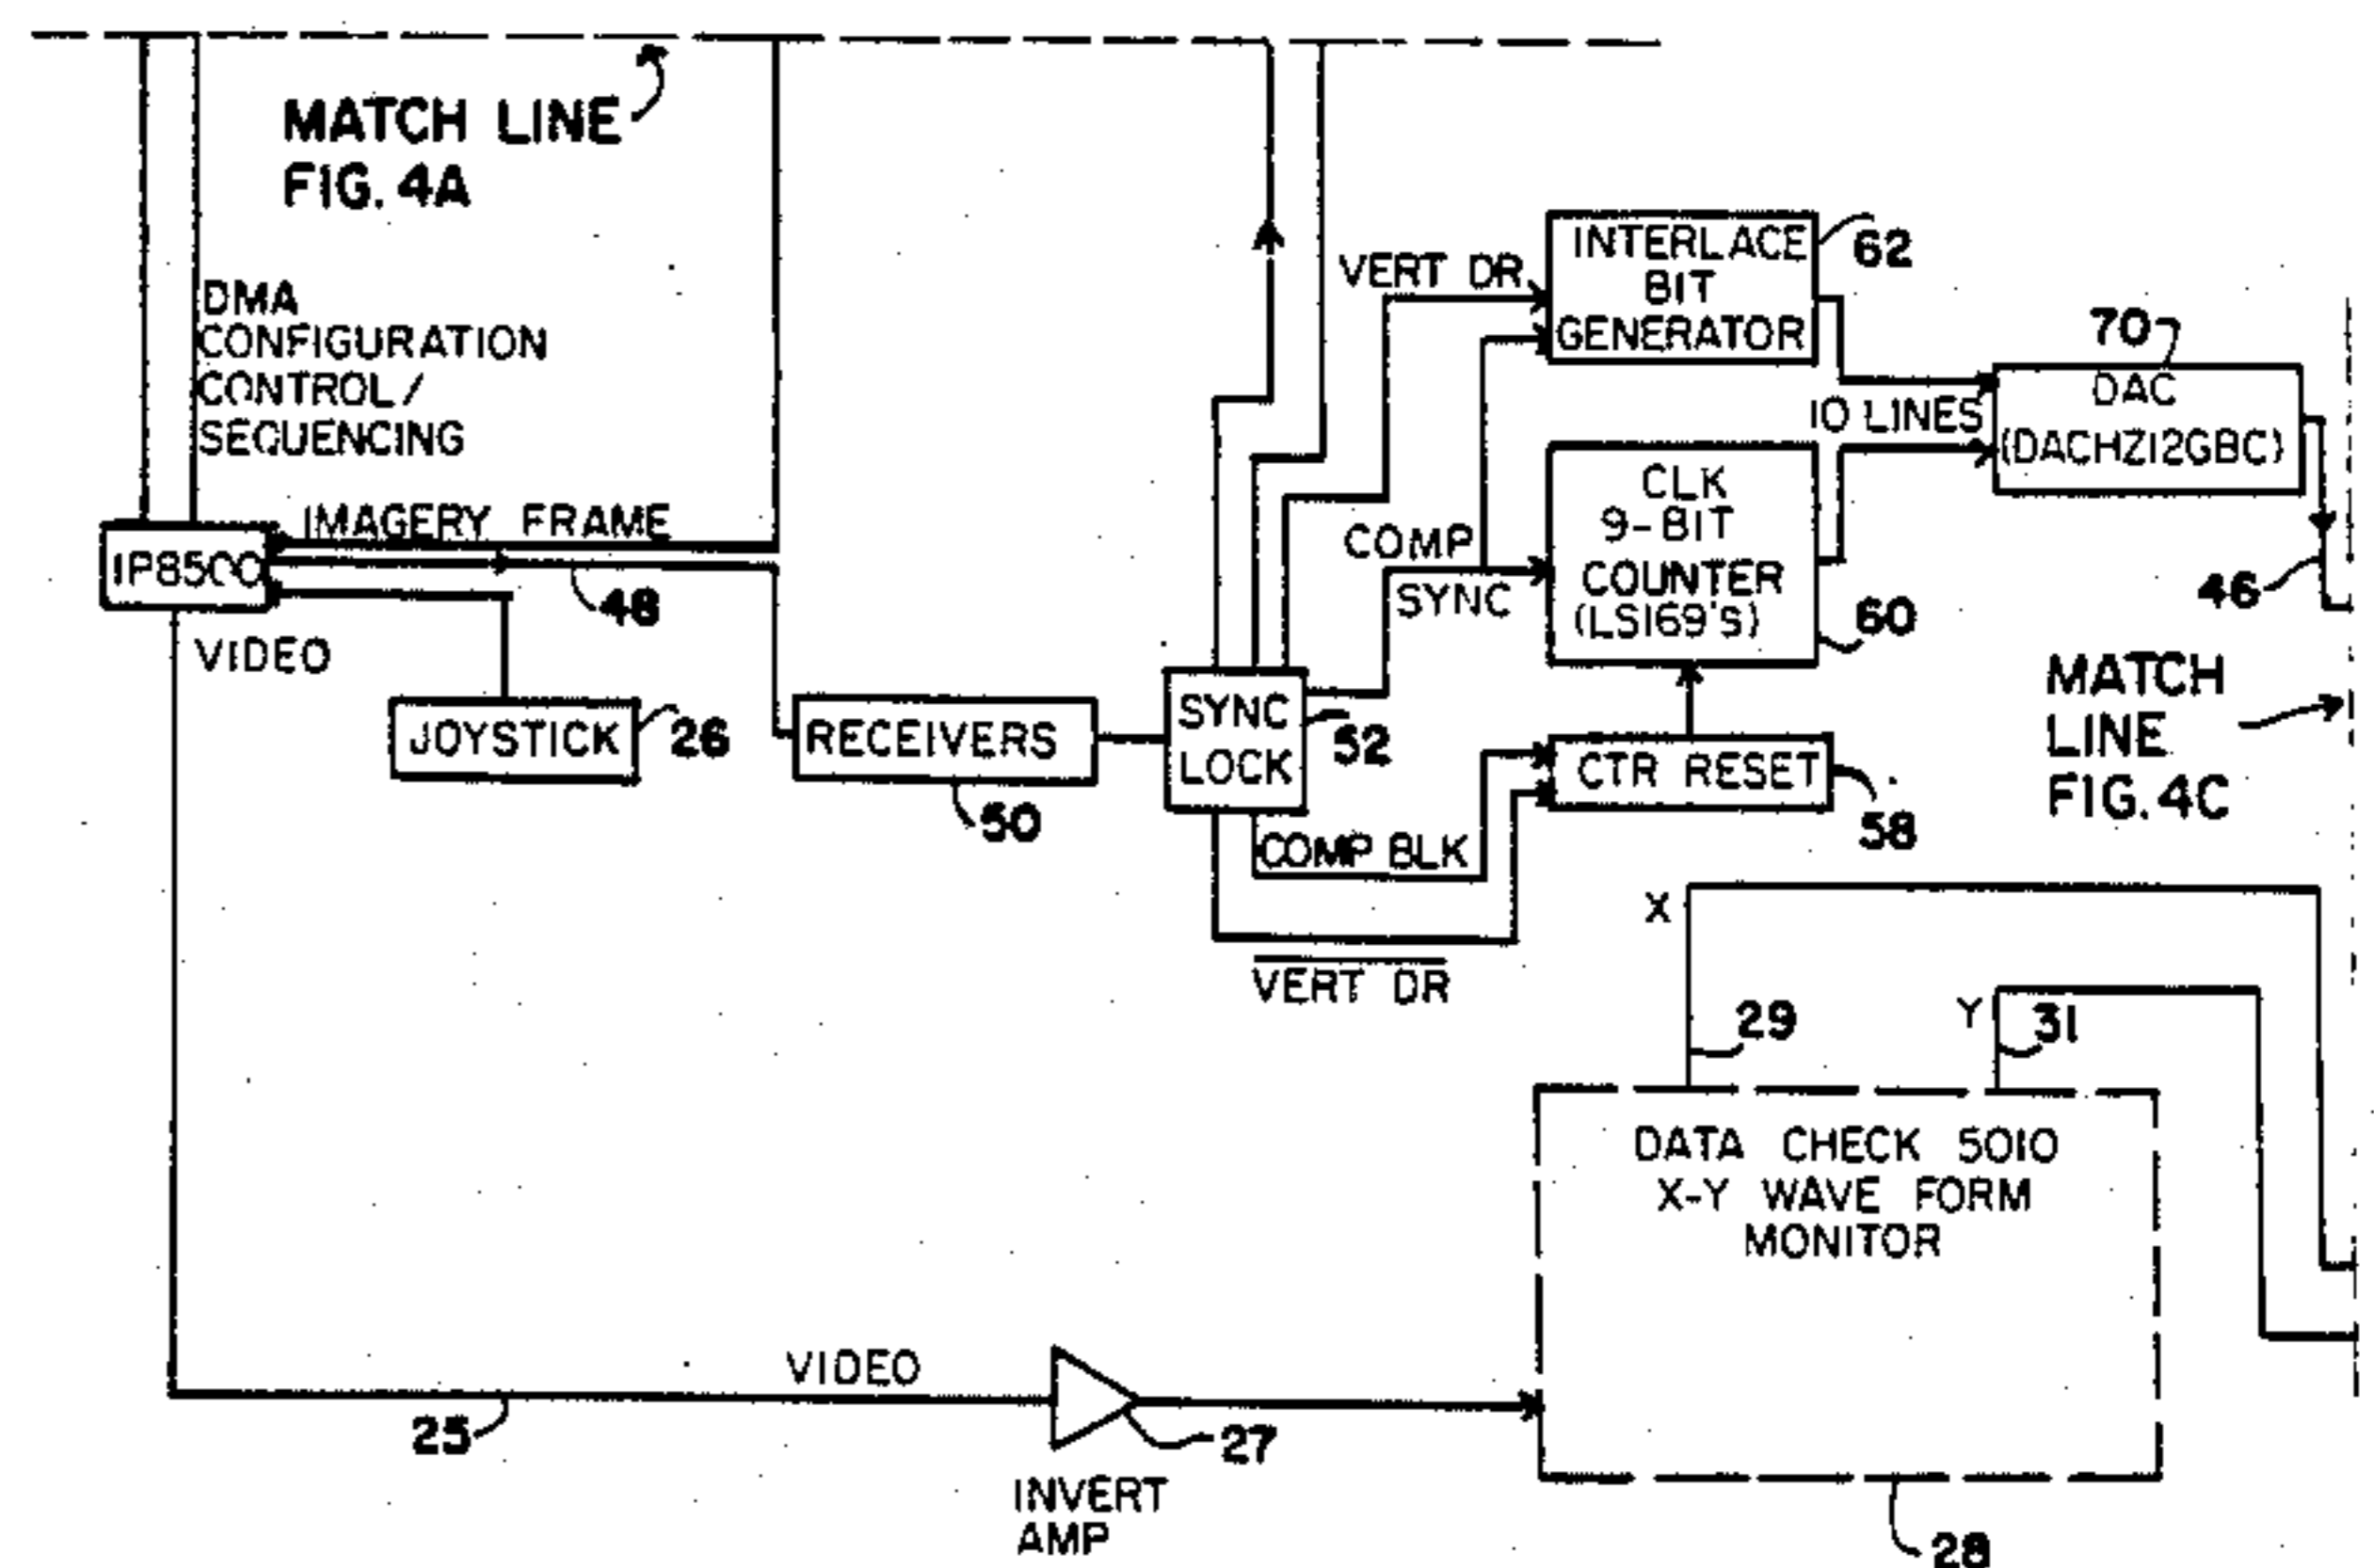 MATCH LINE
FIG. 4A
DMA
CONFIGURATION
CONTROL/
SEQUENCING
IMAGERY FRAME
IP8500
48
VIDEO
JOYSTICK
26
RECEIVERS
50
SYNC
LOCK
52
VERT DR
INTERLACE
BIT
GENERATOR
62
COMP
SYNC
CLK
9-BIT
COUNTER
(LS169's)
60
10 LINES
70
DAC
(DACHZ12GBC)
46
CTR RESET
58
COMP BLK
VERT DR
MATCH
LINE
FIG. 4C
X
29
Y
31
DATA CHECK 5010
X-Y WAVE FORM
MONITOR
28
VIDEO
25
27
INVERT
AMP